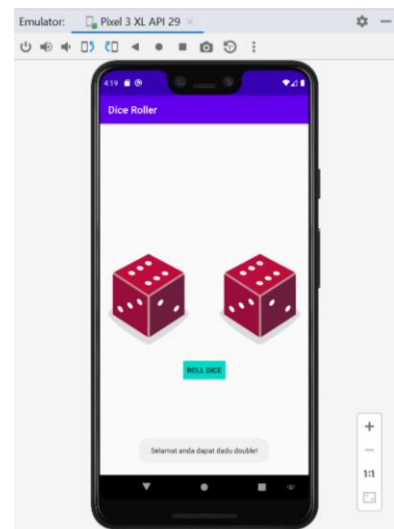 Emulator: Pixel 3 XL API 29
4:19
Dice Roller
ROLL DICE
Selamat anda dapat dadu double!
1:1